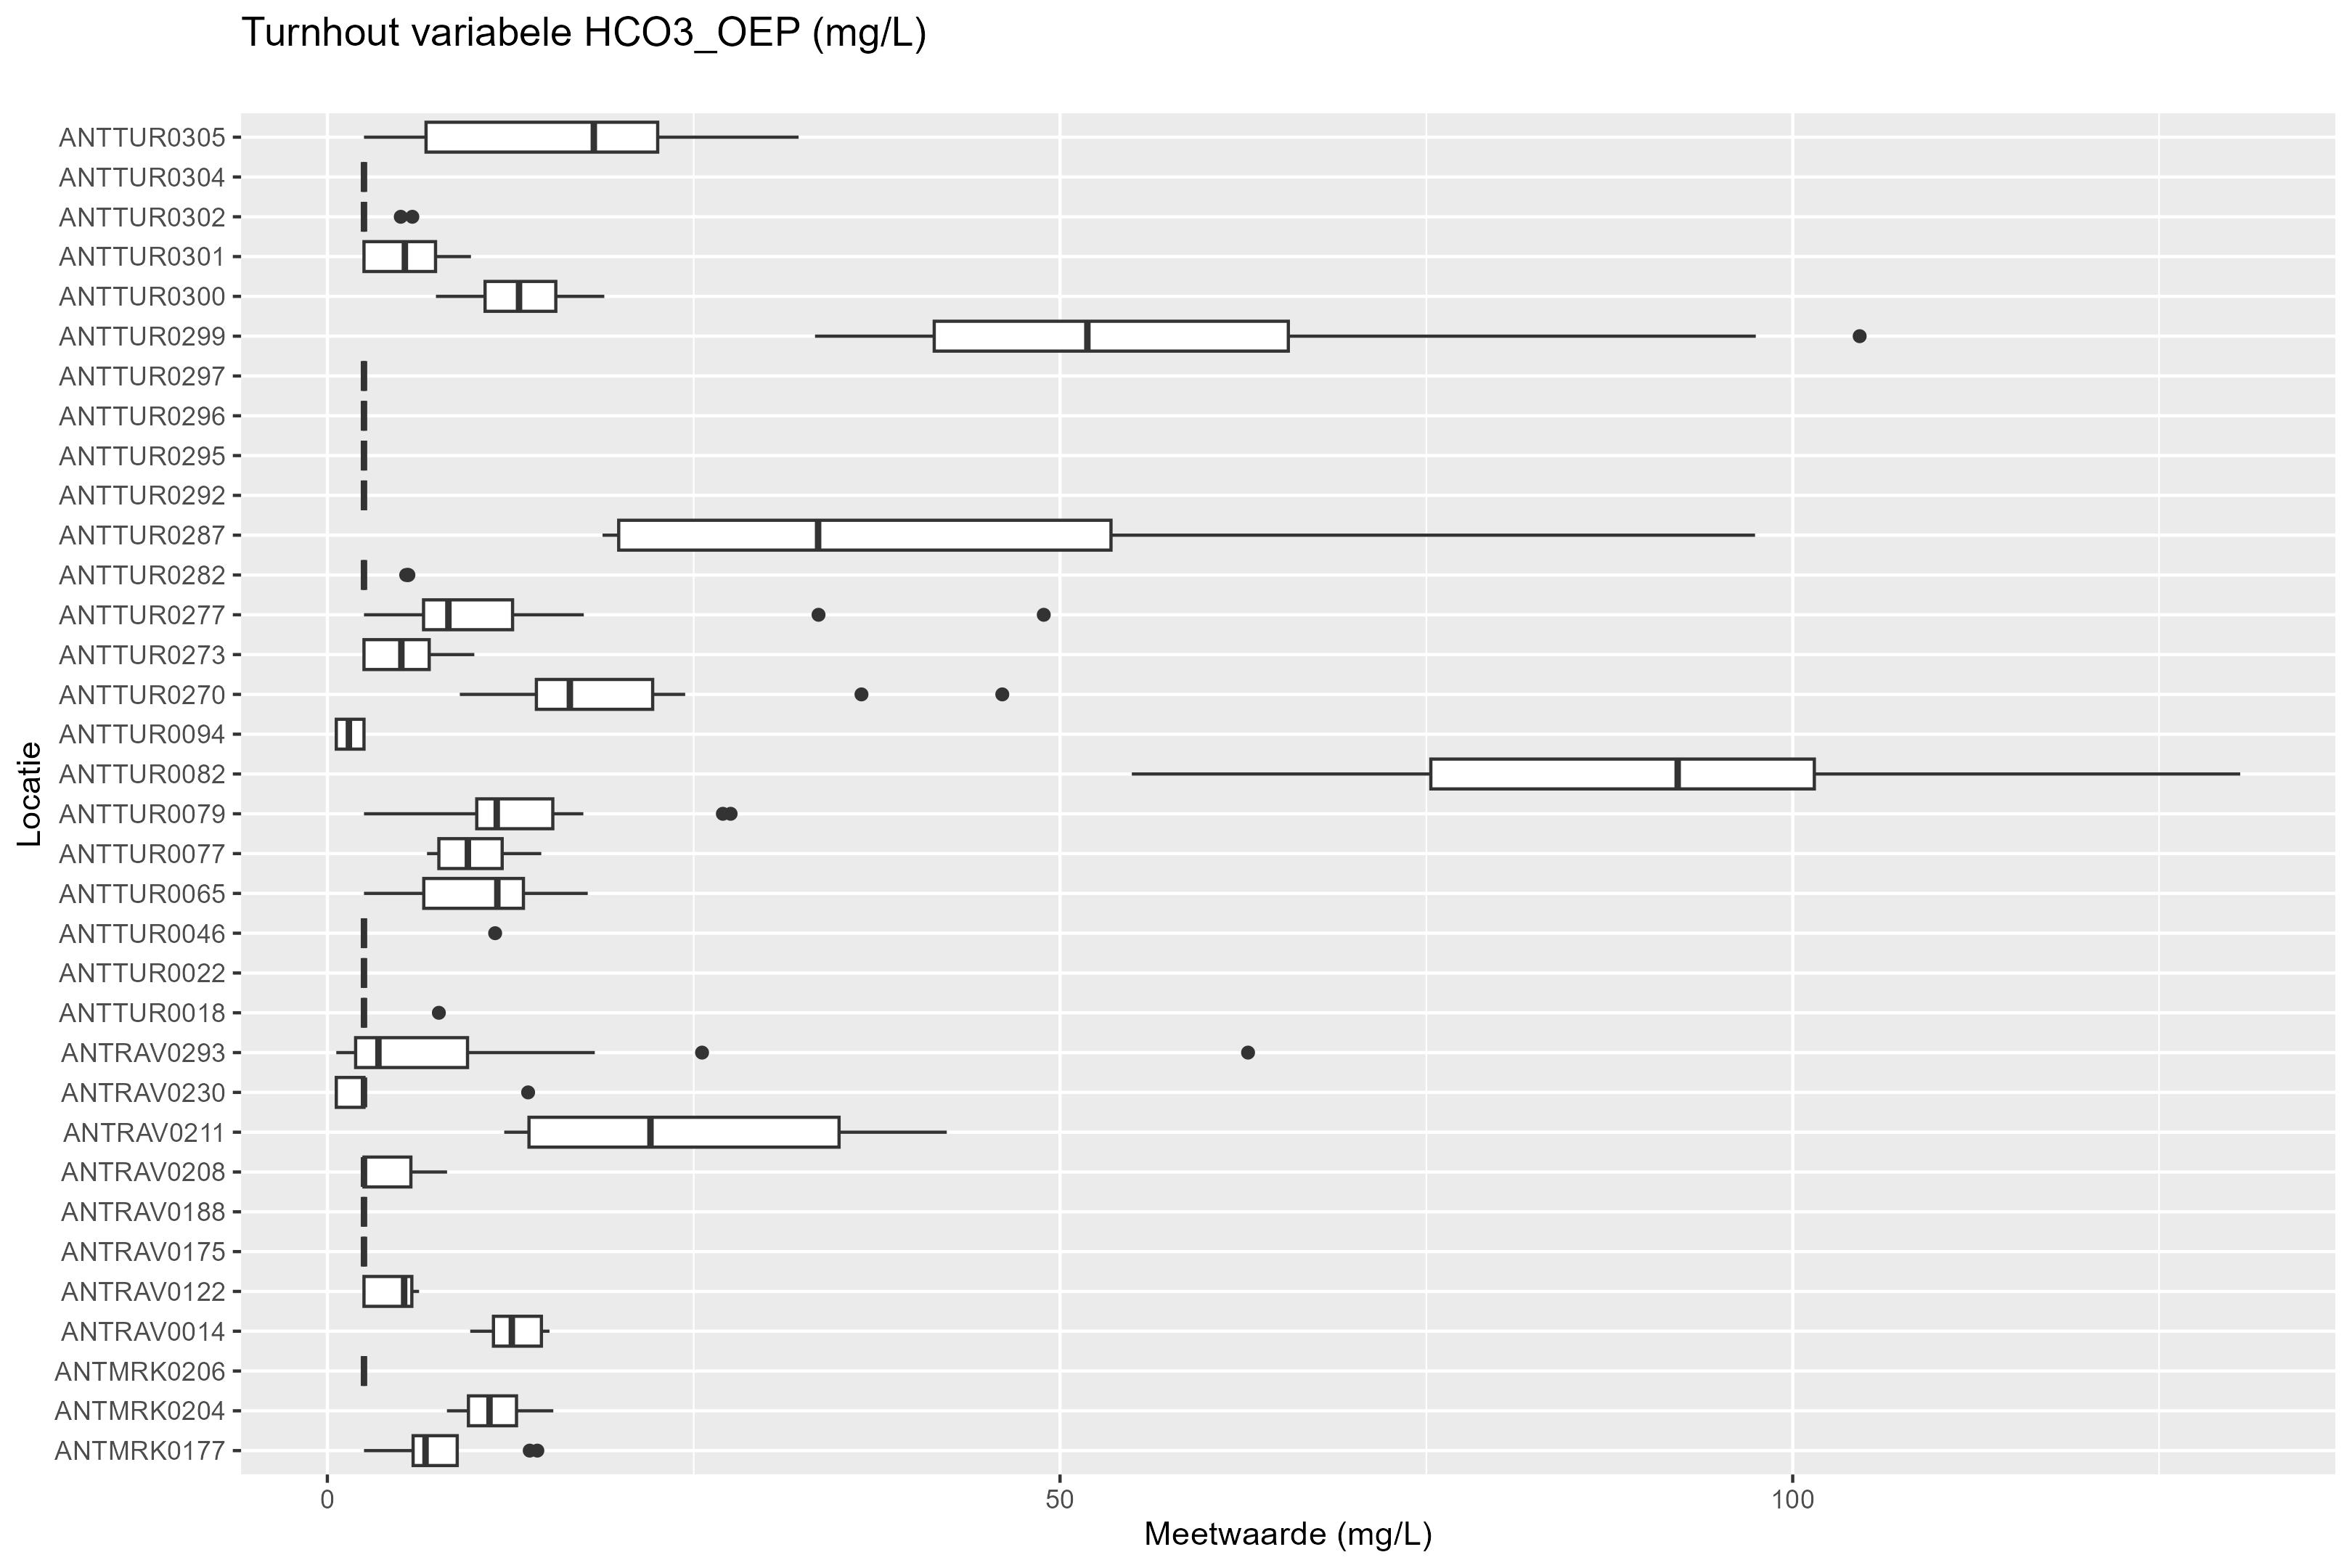 Turnhout variabele HCO3_OEP (mg/L)
ANTTUR0305
ANTTUR0304
ANTTUR0302
ANTTUR0301
ANTTUR0300
ANTTUR0299
ANTTUR0297
ANTTUR0296
ANTTUR0295
ANTTUR0292
ANTTUR0287
ANTTUR0282
ANTTUR0277
ANTTUR0273
ANTTUR0270
ANTTUR0094
ANTTUR0082
ANTTUR0079
ANTTUR0077
ANTTUR0065
ANTTUR0046
ANTTUR0022
ANTTUR0018
ANTRAV0293
ANTRAV0230
ANTRAV0211
ANTRAV0208
ANTRAV0188
ANTRAV0175
ANTRAV0122
ANTRAV0014
ANTMRK0206
ANTMRK0204
ANTMRK0177
Locatie
0 50 100
Meetwaarde (mg/L)